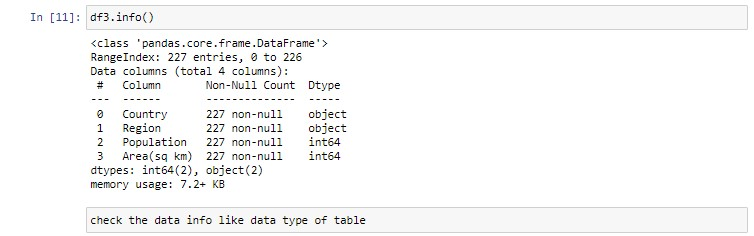 In [11]: df3.info()
<class 'pandas.core.frame.DataFrame'>
RangeIndex: 227 entries, 0 to 226
Data columns (total 4 columns):
 #   Column       Non-Null Count  Dtype
---  ------       --------------  -----
 0   Country      227 non-null    object
 1   Region       227 non-null    object
 2   Population   227 non-null    int64
 3   Area(sq km)  227 non-null    int64
dtypes: int64(2), object(2)
memory usage: 7.2+ KB
check the data info like data type of table